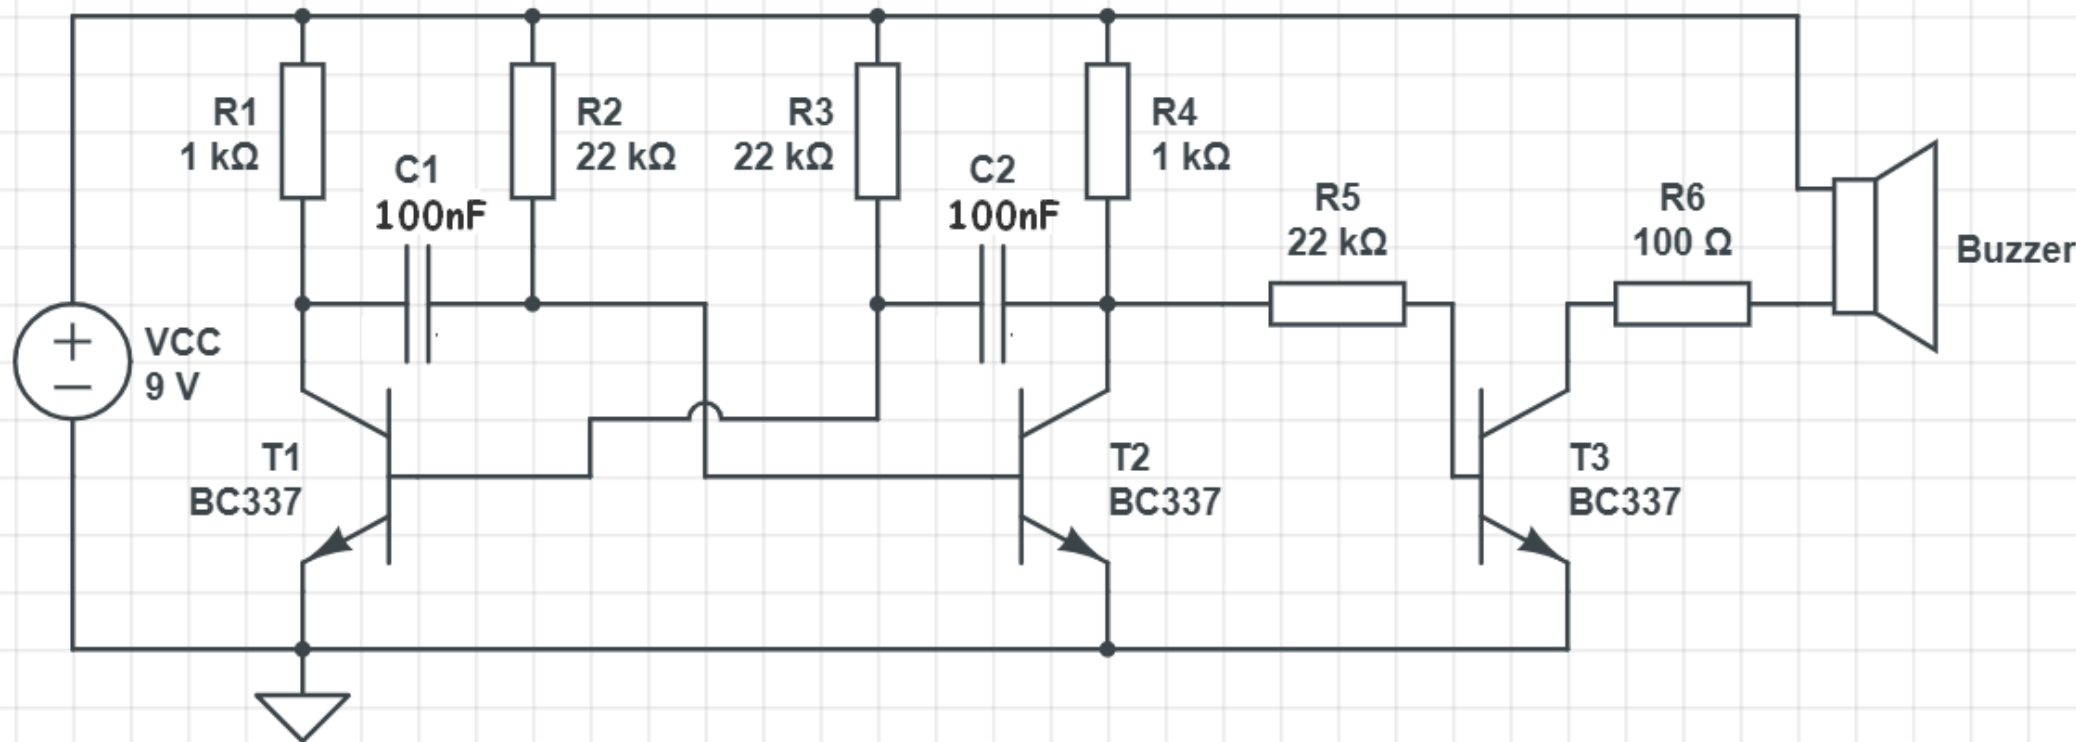 R1
1 kΩ
C1
100nF
R2
22 kΩ
R3
22 kΩ
C2
100nF
R4
1 kΩ
R5
22 kΩ
R6
100 Ω
Buzzer
VCC
9 V
T1
BC337
T2
BC337
T3
BC337